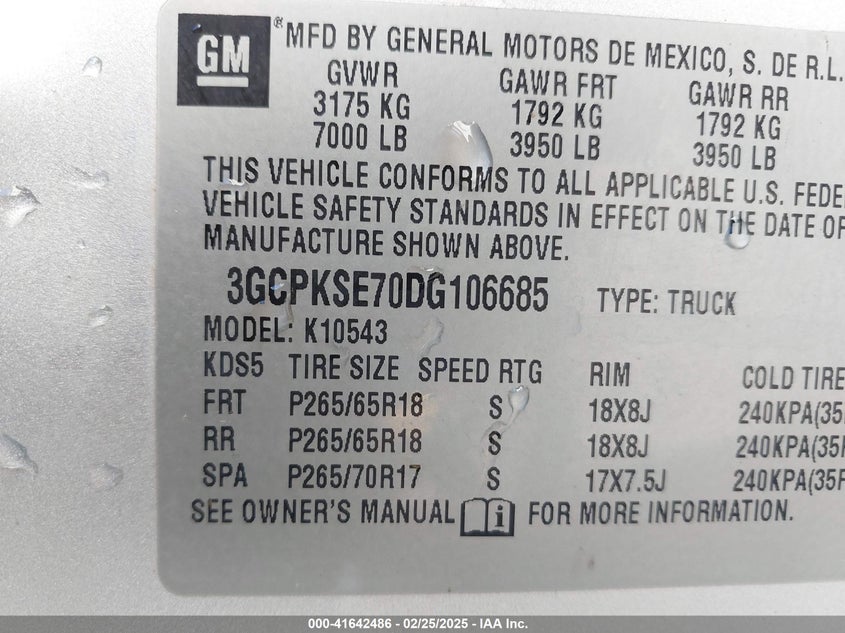 GM
® MFD BY GENERAL MOTORS DE MEXICO, S. DE R.L.
GVWR GAWR FRT GAWR RR
3175 KG 1792 KG 1792 KG
7000 LB 3950 LB 3950 LB
THIS VEHICLE CONFORMS TO ALL APPLICABLE U.S. FEDE
VEHICLE SAFETY STANDARDS IN EFFECT ON THE DATE OF
MANUFACTURE SHOWN ABOVE.
3GCPKSE70DG106685 TYPE: TRUCK
MODEL: K10543
KDS5 TIRE SIZE SPEED RTG RIM COLD TIRE
FRT P265/65R18 S 18X8J 240KPA(35
RR P265/65R18 S 18X8J 240KPA(35
SPA P265/70R17 S 17X7.5J 240KPA(35
SEE OWNER'S MANUAL i FOR MORE INFORMATION.
000-41642486 - 02/25/2025 - IAA Inc.